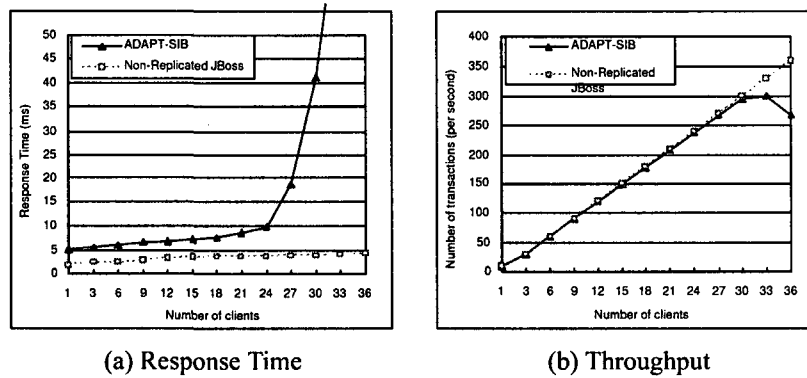 ADAPT-SIB
Non-Replicated JBoss
Response Time (ms)
50
45
40
35
30
25
20
15
10
5
0
1 3 6 9 12 15 18 21 24 27 30 33 36
Number of clients
(a) Response Time
ADAPT-SIB
Non-Replicated
JBoss
Number of transactions (per second)
400
350
300
250
200
150
100
50
0
1 3 6 9 12 15 18 21 24 27 30 33 36
Number of clients
(b) Throughput